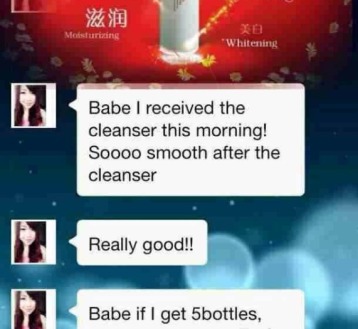 滋润
Moisturizing
美白
"Whitening
Babe I received the
cleanser this morning!
Soooo smooth after the
cleanser
Really good!!
Babe if I get 5bottles,